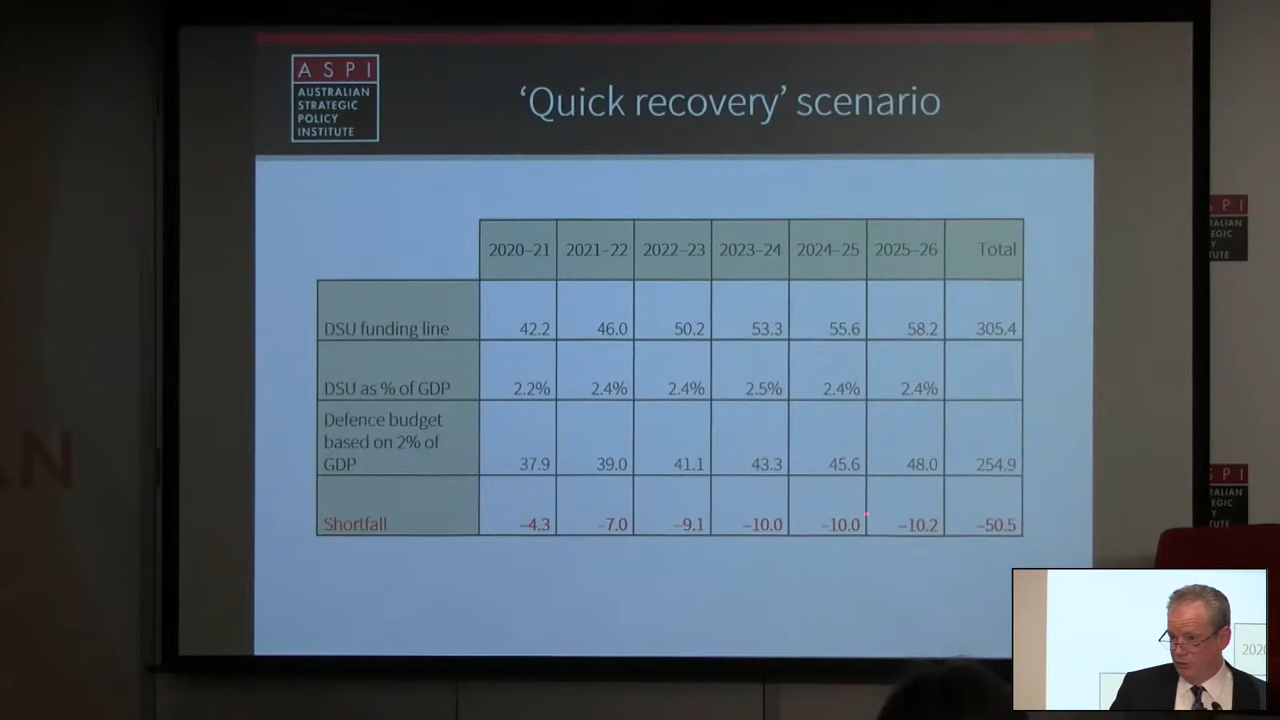 ASPI
AUSTRALIAN
STRATEGIC
POLICY
INSTITUTE
‘Quick recovery’ scenario
2020–21 2021–22 2022–23 2023–24 2024–25 2025–26 Total
DSU funding line 42.2 46.0 50.2 53.3 55.6 58.2 305.4
DSU as % of GDP 2.2% 2.4% 2.4% 2.5% 2.4% 2.4%
Defence budget
based on 2% of
GDP 37.9 39.0 41.1 43.3 45.6 48.0 254.9
Shortfall –4.3 –7.0 –9.1 –10.0 –10.0 –10.2 –50.5